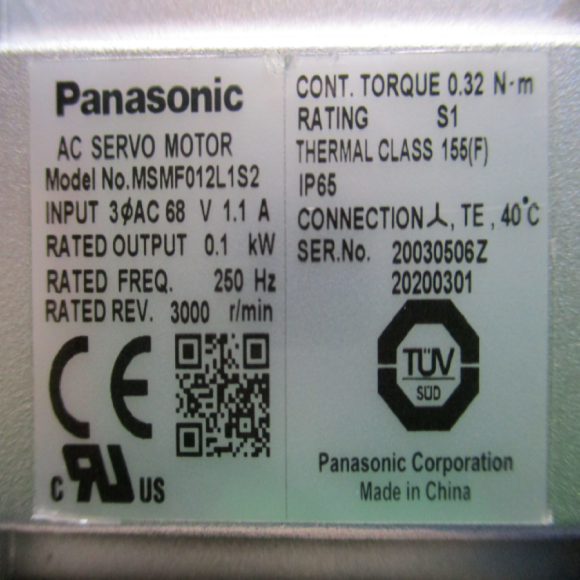 Panasonic
AC SERVO MOTOR
Model No.MSMF012L1S2
INPUT 3ϕAC 68 V 1.1 A
RATED OUTPUT 0.1 kW
RATED FREQ. 250 Hz
RATED REV. 3000 r/min
CE
c RU US
CONT. TORQUE 0.32 N·m
RATING S1
THERMAL CLASS 155(F)
IP65
CONNECTION⅄, TE , 40°C
SER.No. 20030506Z
20200301
TÜV
SÜD
Panasonic Corporation
Made in China